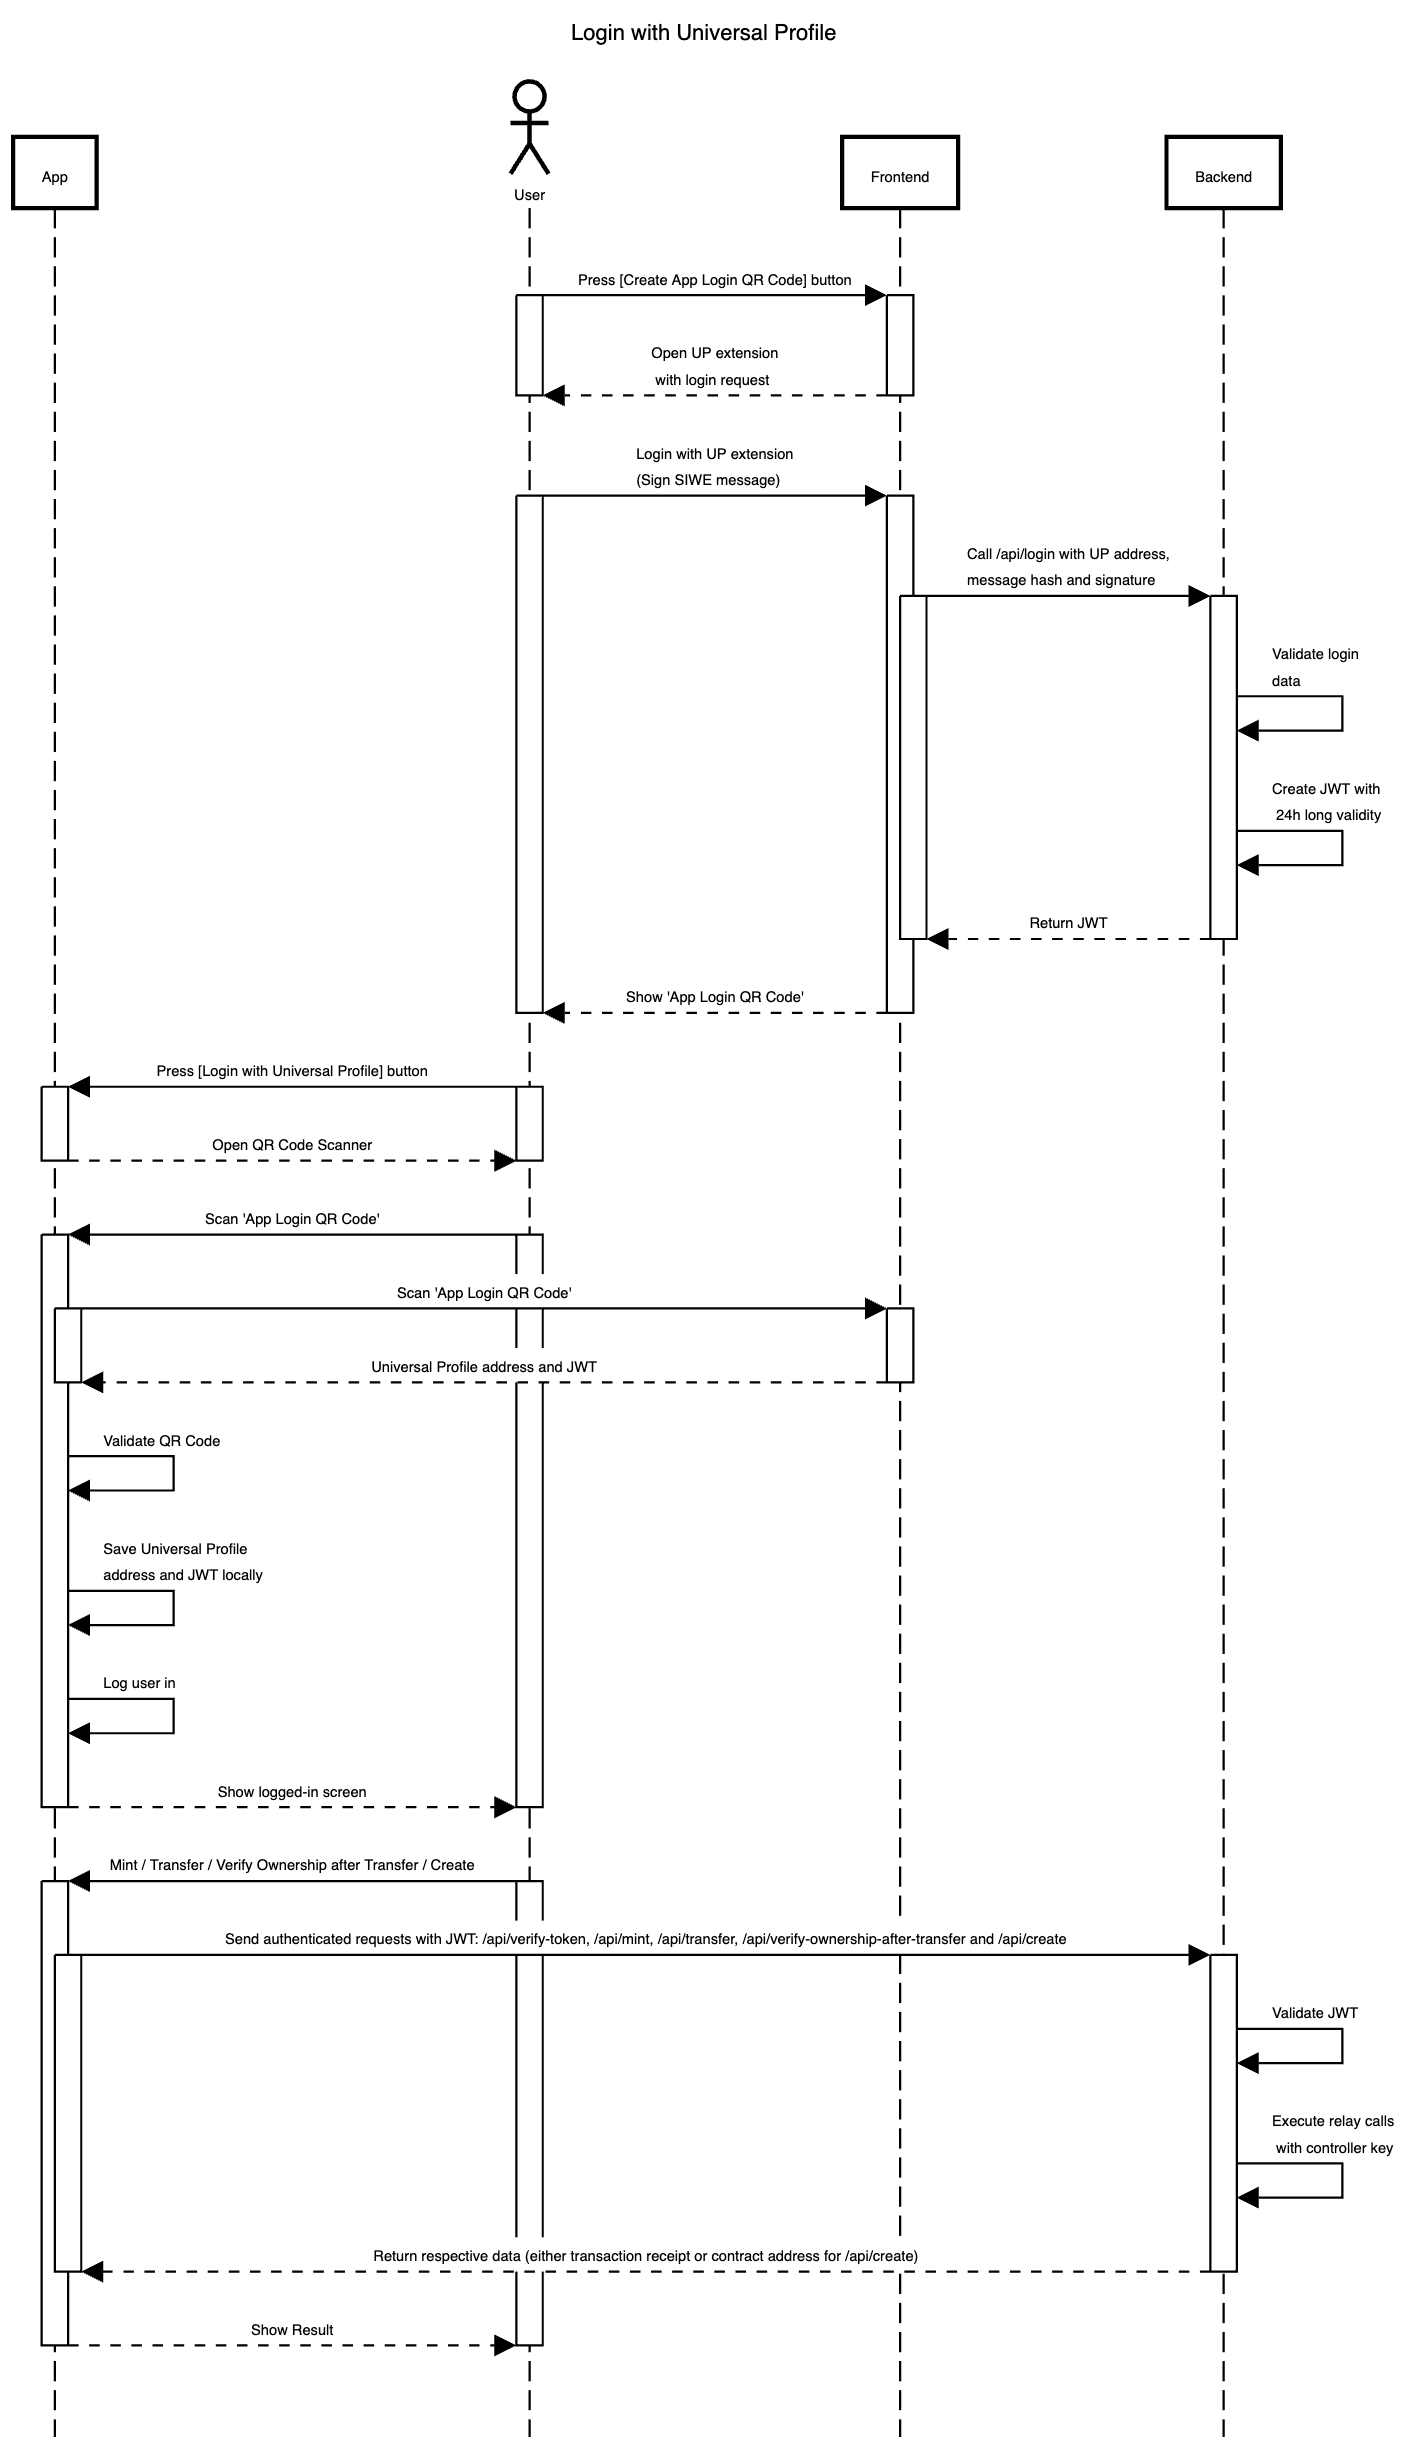 Login with Universal Profile
App
User
Frontend
Backend
Press [Create App Login QR Code] button
Open UP extension
with login request
Login with UP extension
(Sign SIWE message)
Call /api/login with UP address,
message hash and signature
Validate login
data
Create JWT with
24h long validity
Return JWT
Show 'App Login QR Code'
Press [Login with Universal Profile] button
Open QR Code Scanner
Scan 'App Login QR Code'
Scan 'App Login QR Code'
Universal Profile address and JWT
Validate QR Code
Save Universal Profile
address and JWT locally
Log user in
Show logged-in screen
Mint / Transfer / Verify Ownership after Transfer / Create
Send authenticated requests with JWT: /api/verify-token, /api/mint, /api/transfer, /api/verify-ownership-after-transfer and /api/create
Validate JWT
Execute relay calls
with controller key
Return respective data (either transaction receipt or contract address for /api/create)
Show Result